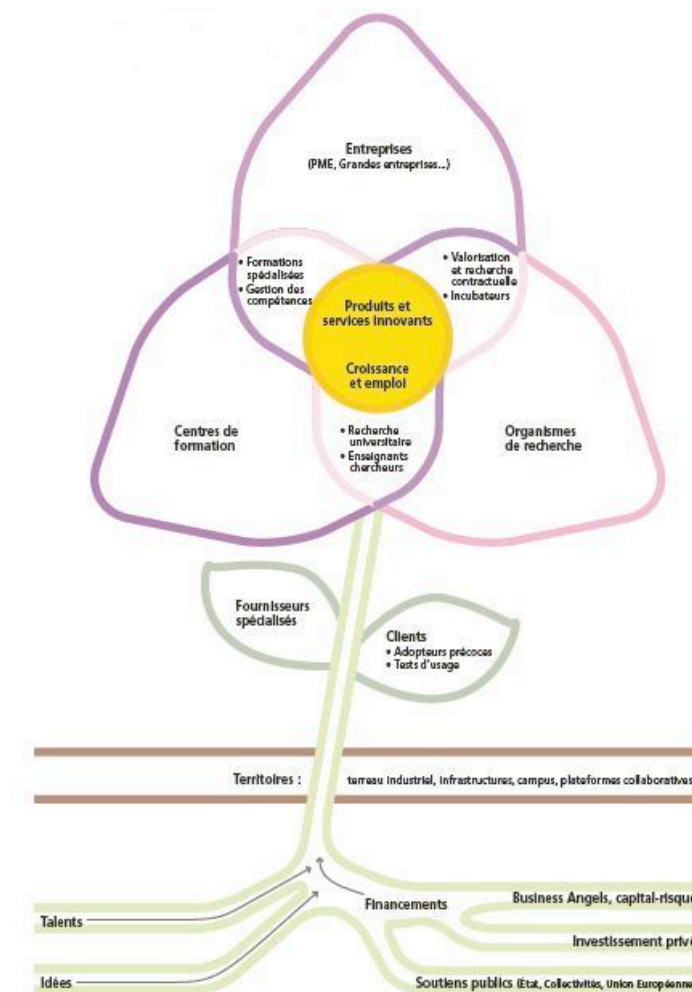 Entreprises
(PME, Grandes entreprises...)
• Formations
spécialisées
• Gestion des
compétences
• Valorisation
et recherche
contractuelle
• Incubateurs
Produits et
services innovants
Croissance
et emploi
Centres de
formation
• Recherche
universitaire
• Enseignants
chercheurs
Organismes
de recherche
Fournisseurs
spécialisés
Clients
• Adopteurs précoces
• Tests d'usage
Territoires : terreau industriel, infrastructures, campus, plateformes collaboratives
Financements
Business Angels, capital-risque
Talents
Investissement privé
Idées
Soutiens publics (État, Collectivités, Union Européenne